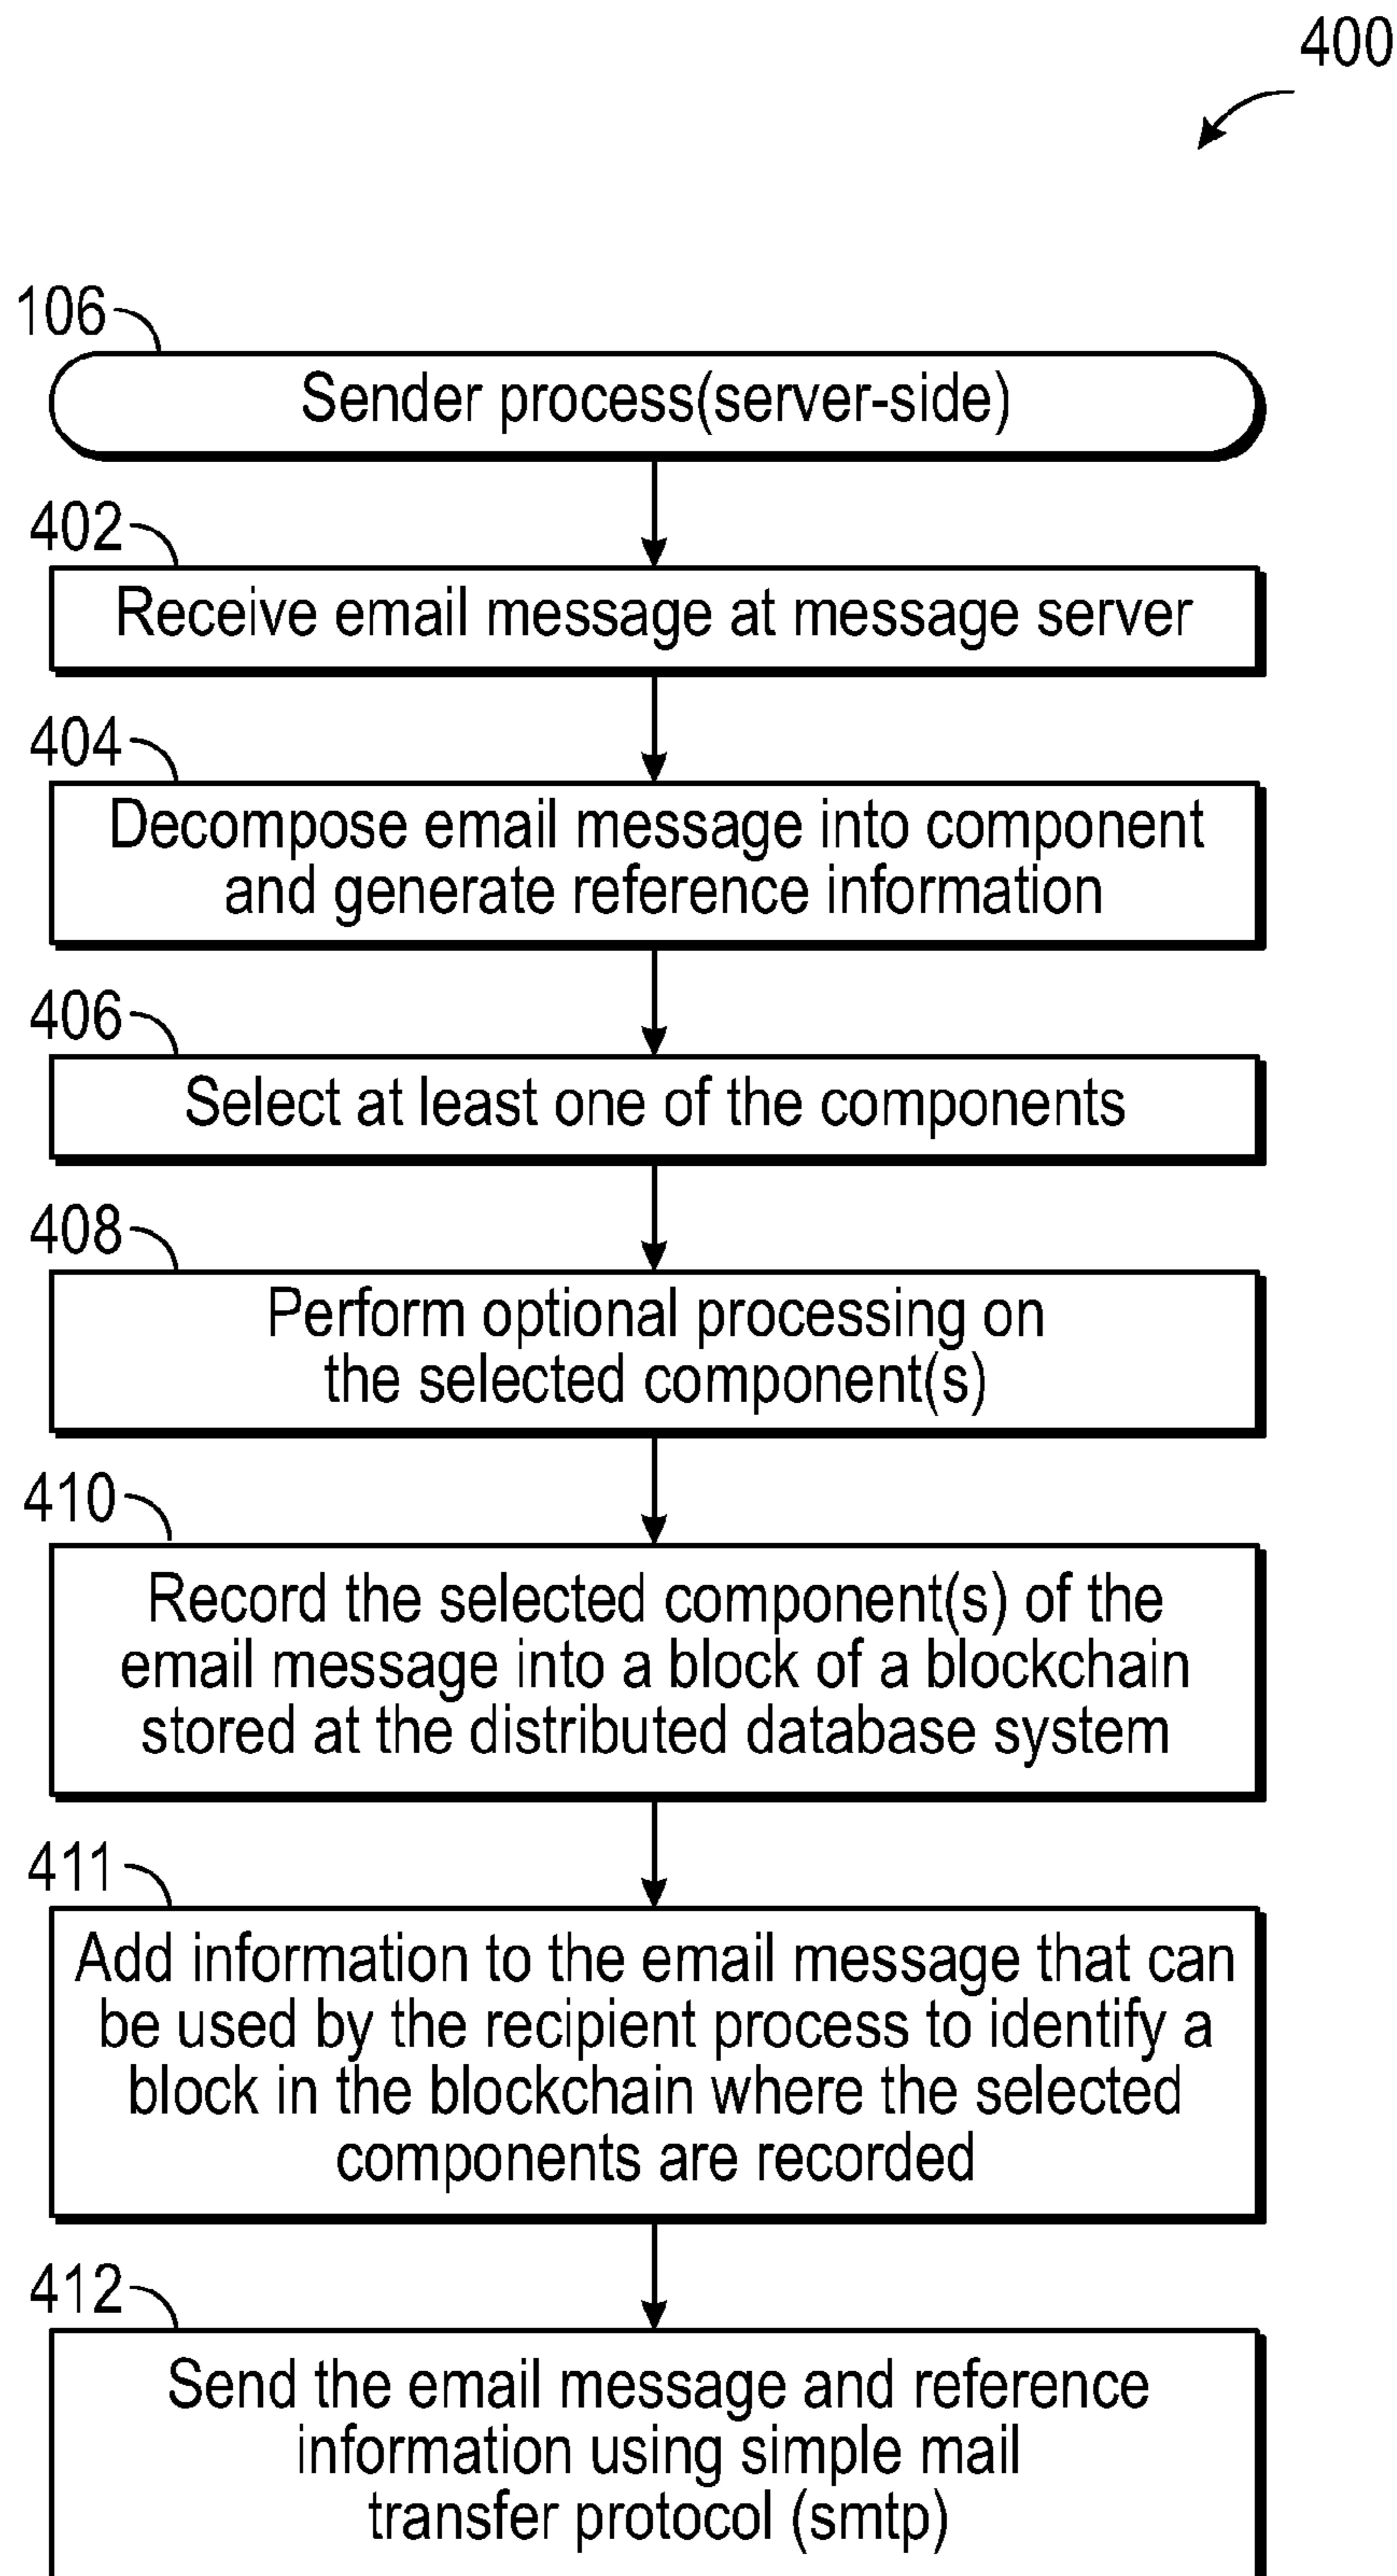 400
106
Sender process(server-side)
402
Receive email message at message server
404
Decompose email message into component
and generate reference information
406
Select at least one of the components
408
Perform optional processing on
the selected component(s)
410
Record the selected component(s) of the
email message into a block of a blockchain
stored at the distributed database system
411
Add information to the email message that can
be used by the recipient process to identify a
block in the blockchain where the selected
components are recorded
412
Send the email message and reference
information using simple mail
transfer protocol (smtp)